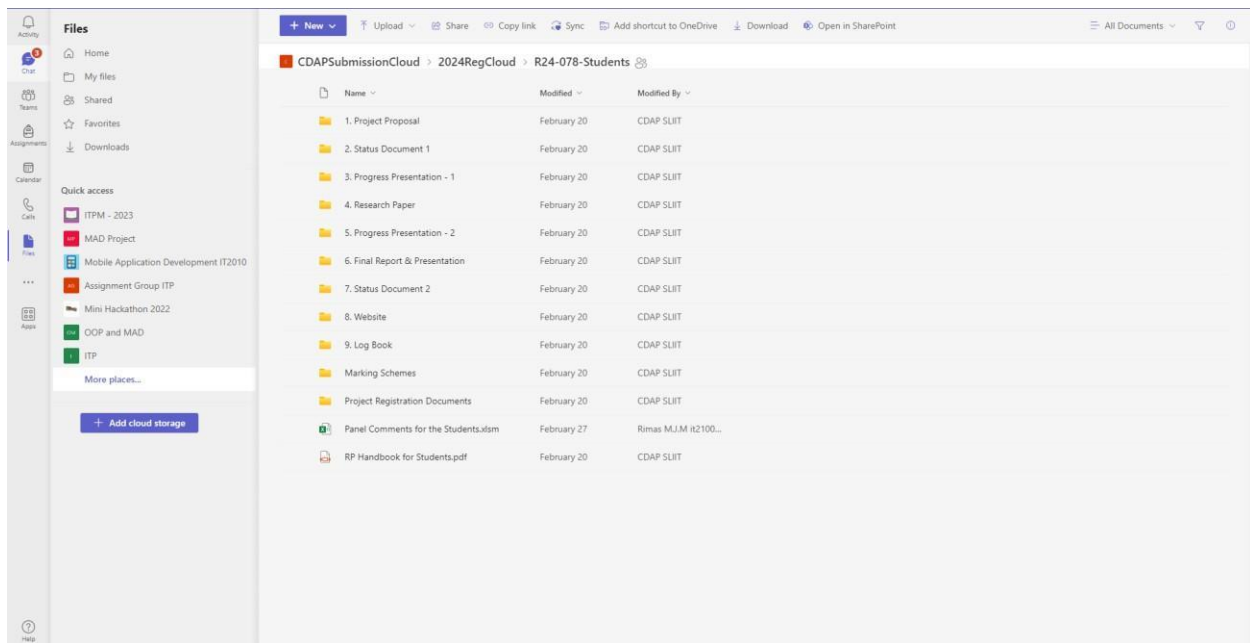 Activity
3
Chat
Teams
Assignments
Calendar
Calls
Files
Apps
Help
Files
Home
My files
Shared
Favorites
Downloads
Quick access
ITPM - 2023
MAD Project
Mobile Application Development IT2010
Assignment Group ITP
Mini Hackathon 2022
OOP and MAD
ITP
More places...
+ Add cloud storage
+ New Upload Share Copy link Sync Add shortcut to OneDrive Download Open in SharePoint All Documents
CDAPSubmissionCloud > 2024RegCloud > R24-078-Students
Name Modified Modified By
1. Project Proposal February 20 CDAP SLIIT
2. Status Document 1 February 20 CDAP SLIIT
3. Progress Presentation - 1 February 20 CDAP SLIIT
4. Research Paper February 20 CDAP SLIIT
5. Progress Presentation - 2 February 20 CDAP SLIIT
6. Final Report & Presentation February 20 CDAP SLIIT
7. Status Document 2 February 20 CDAP SLIIT
8. Website February 20 CDAP SLIIT
9. Log Book February 20 CDAP SLIIT
Marking Schemes February 20 CDAP SLIIT
Project Registration Documents February 20 CDAP SLIIT
Panel Comments for the Students.xlsm February 27 Rimas M.J.M it2100...
RP Handbook for Students.pdf February 20 CDAP SLIIT